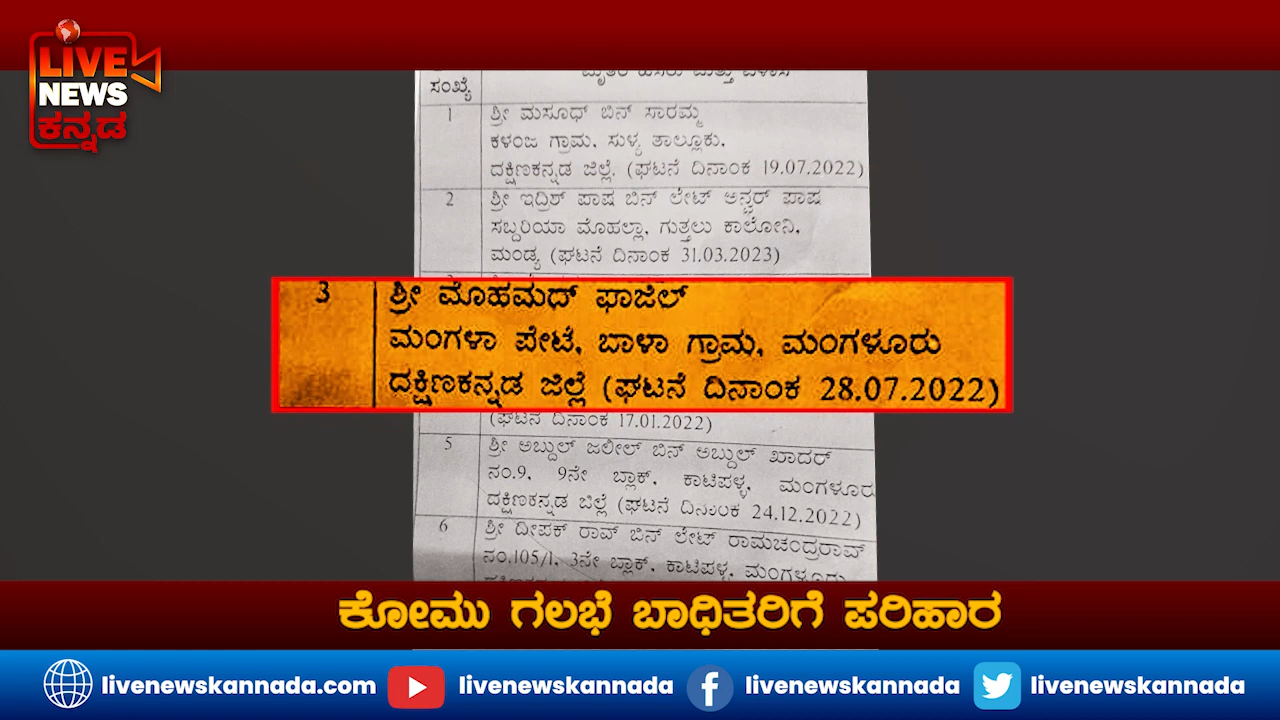 LIVE
NEWS
ಕನ್ನಡ
ಸಂಖ್ಯೆ
1 ಶ್ರೀ ಮಸೂಧ್ ಬಿನ್ ಸಾರಮ್ಮ
ಕಳಂಜ ಗ್ರಾಮ, ಸುಳ್ಯ ತಾಲ್ಲೂಕು,
ದಕ್ಷಿಣಕನ್ನಡ ಜಿಲ್ಲೆ. (ಘಟನೆ ದಿನಾಂಕ 19.07.2022)
2 ಶ್ರೀ ಇದ್ರಿಶ್ ಪಾಷ ಬಿನ್ ಲೇಟ್ ಅನ್ವರ್ ಪಾಷ
ಸಬ್ದರಿಯಾ ಮೊಹಲ್ಲಾ, ಗುತ್ತಲು ಕಾಲೋನಿ,
ಮಂಡ್ಯ (ಘಟನೆ ದಿನಾಂಕ 31.03.2023)
3 ಶ್ರೀ ಮೊಹಮದ್ ಫಾಜಿಲ್
ಮಂಗಳಾ ಪೇಟೆ, ಬಾಳಾ ಗ್ರಾಮ, ಮಂಗಳೂರು
ದಕ್ಷಿಣಕನ್ನಡ ಜಿಲ್ಲೆ (ಘಟನೆ ದಿನಾಂಕ 28.07.2022)
(ಘಟನೆ ದಿನಾಂಕ 17.01.2022)
5 ಶ್ರೀ ಅಬ್ದುಲ್ ಜಲೀಲ್ ಬಿನ್ ಅಬ್ದುಲ್ ಖಾದರ್
ನಂ.9, 9ನೇ ಬ್ಲಾಕ್, ಕಾಟಿಪಳ್ಳ, ಮಂಗಳೂರು
ದಕ್ಷಿಣಕನ್ನಡ ಜಿಲ್ಲೆ (ಘಟನೆ ದಿನಾಂಕ 24.12.2022)
6 ಶ್ರೀ ದೀಪಕ್ ರಾವ್ ಬಿನ್ ಲೇಟ್ ರಾಮಚಂದ್ರರಾವ್
ನಂ.105/1, 3ನೇ ಬ್ಲಾಕ್, ಕಾಟಿಪಳ್ಳ, ಮಂಗಳೂರು,
ಕೋಮು ಗಲಭೆ ಬಾಧಿತರಿಗೆ ಪರಿಹಾರ
livenewskannada.com livenewskannada livenewskannada livenewskannada